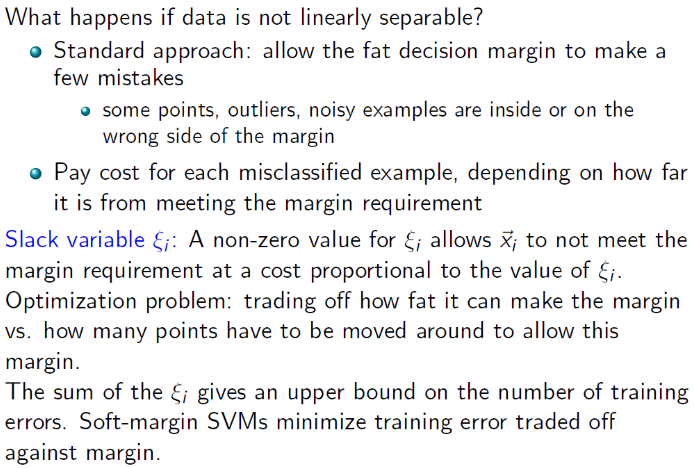 What happens if data is not linearly separable?
Standard approach: allow the fat decision margin to make a
few mistakes
some points, outliers, noisy examples are inside or on the
wrong side of the margin
Pay cost for each misclassified example, depending on how far
it is from meeting the margin requirement
Slack variable ξᵢ: A non-zero value for ξᵢ allows x⃗ᵢ to not meet the
margin requirement at a cost proportional to the value of ξᵢ.
Optimization problem: trading off how fat it can make the margin
vs. how many points have to be moved around to allow this
margin.
The sum of the ξᵢ gives an upper bound on the number of training
errors. Soft-margin SVMs minimize training error traded off
against margin.